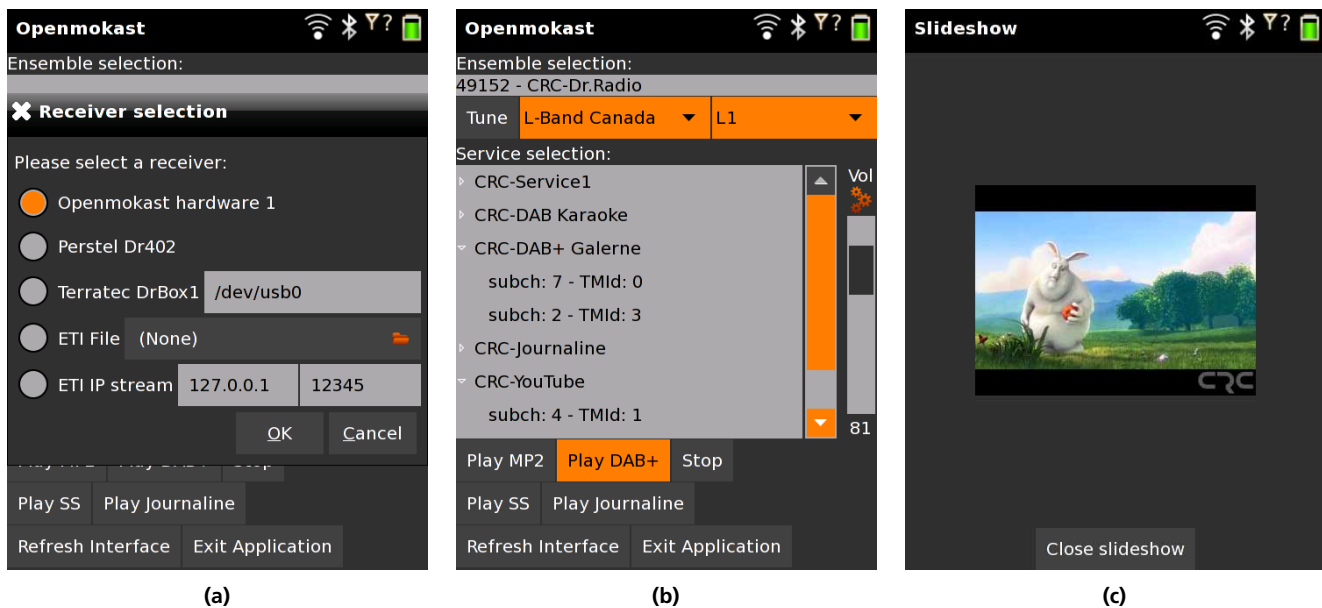 Openmokast
?
Ensemble selection:
Receiver selection
Please select a receiver:
Openmokast hardware 1
Perstel Dr402
Terratec DrBox1 /dev/usb0
ETI File (None)
ETI IP stream 127.0.0.1 12345
OK Cancel
Play SS Play Journaline
Refresh Interface Exit Application
(a)
Openmokast
?
Ensemble selection:
49152 - CRC-Dr.Radio
Tune L-Band Canada L1
Service selection:
CRC-Service1
Vol
CRC-DAB Karaoke
CRC-DAB+ Galerne
subch: 7 - TMId: 0
subch: 2 - TMId: 3
CRC-Journaline
CRC-YouTube
subch: 4 - TMId: 1
81
Play MP2 Play DAB+ Stop
Play SS Play Journaline
Refresh Interface Exit Application
(b)
Slideshow
?
CRC
Close slideshow
(c)